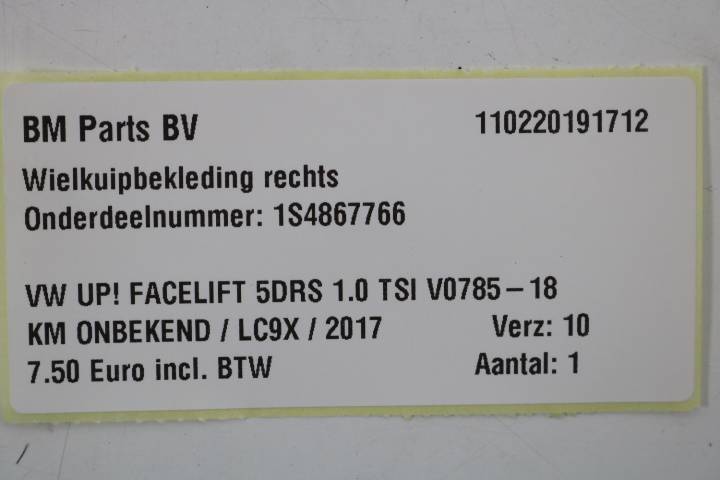 BM Parts BV 110220191712
Wielkuipbekleding rechts
Onderdeelnummer: 1S4867766
VW UP! FACELIFT 5DRS 1.0 TSI V0785-18
KM ONBEKEND / LC9X / 2017 Verz: 10
7.50 Euro incl. BTW Aantal: 1